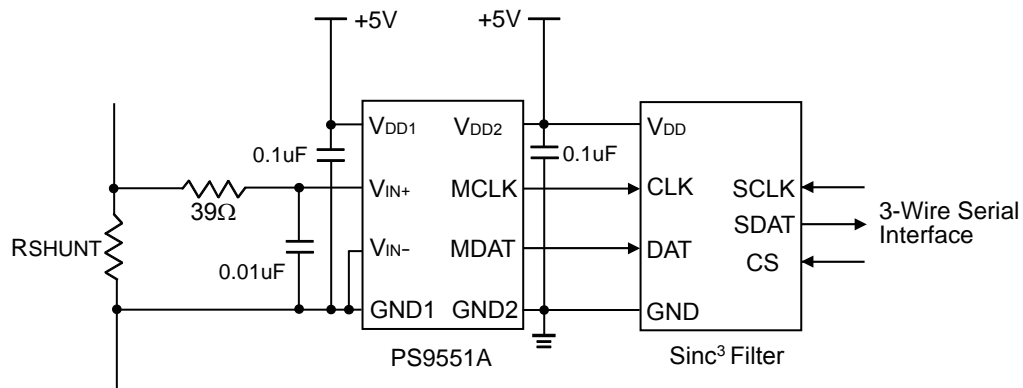 +5V
+5V
VDD1
VDD2
VDD
0.1uF
0.1uF
VIN+
MCLK
CLK
SCLK
39Ω
3-Wire Serial
Interface
SDAT
RSHUNT
VIN−
MDAT
DAT
CS
0.01uF
GND1
GND2
GND
PS9551A
Sinc³ Filter